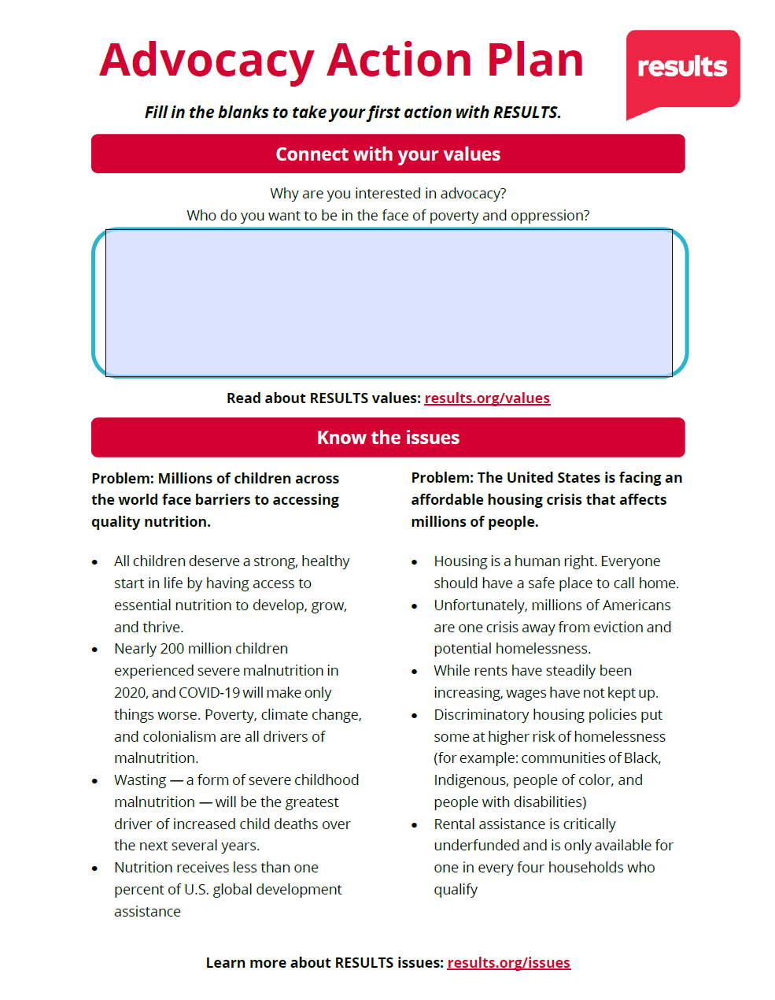 Advocacy Action Plan
results
Fill in the blanks to take your first action with RESULTS.
Connect with your values
Why are you interested in advocacy?
Who do you want to be in the face of poverty and oppression?
Read about RESULTS values: results.org/values
Know the issues
Problem: Millions of children across
the world face barriers to accessing
quality nutrition.
• All children deserve a strong, healthy
start in life by having access to
essential nutrition to develop, grow,
and thrive.
• Nearly 200 million children
experienced severe malnutrition in
2020, and COVID-19 will make only
things worse. Poverty, climate change,
and colonialism are all drivers of
malnutrition.
• Wasting — a form of severe childhood
malnutrition — will be the greatest
driver of increased child deaths over
the next several years.
• Nutrition receives less than one
percent of U.S. global development
assistance
Problem: The United States is facing an
affordable housing crisis that affects
millions of people.
• Housing is a human right. Everyone
should have a safe place to call home.
• Unfortunately, millions of Americans
are one crisis away from eviction and
potential homelessness.
• While rents have steadily been
increasing, wages have not kept up.
• Discriminatory housing policies put
some at higher risk of homelessness
(for example: communities of Black,
Indigenous, people of color, and
people with disabilities)
• Rental assistance is critically
underfunded and is only available for
one in every four households who
qualify
Learn more about RESULTS issues: results.org/issues